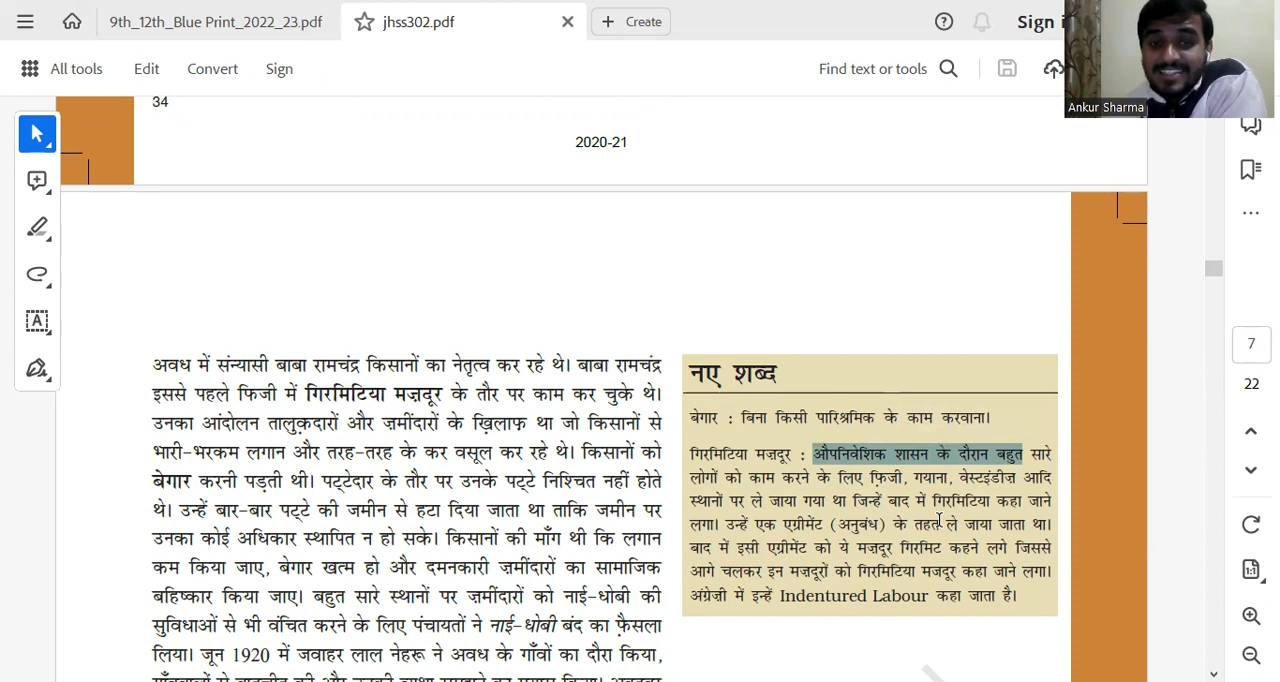 9th_12th_Blue Print_2022_23.pdf
jhss302.pdf
Create
Sign i
All tools
Edit
Convert
Sign
Find text or tools
Ankur Sharma
34
2020-21
7
22
अवध में संन्यासी बाबा रामचंद्र किसानों का नेतृत्व कर रहे थे। बाबा रामचंद्र
इससे पहले फिजी में गिरमिटिया मज़दूर के तौर पर काम कर चुके थे।
उनका आंदोलन तालुक़दारों और ज़मींदारों के ख़िलाफ़ था जो किसानों से
भारी-भरकम लगान और तरह-तरह के कर वसूल कर रहे थे। किसानों को
बेगार करनी पड़ती थी। पट्टेदार के तौर पर उनके पट्टे निश्चित नहीं होते
थे। उन्हें बार-बार पट्टे की जमीन से हटा दिया जाता था ताकि जमीन पर
उनका कोई अधिकार स्थापित न हो सके। किसानों की माँग थी कि लगान
कम किया जाए, बेगार खत्म हो और दमनकारी ज़मींदारों का सामाजिक
बहिष्कार किया जाए। बहुत सारे स्थानों पर ज़मींदारों को नाई-धोबी की
सुविधाओं से भी वंचित करने के लिए पंचायतों ने नाई-धोबी बंद का फ़ैसला
लिया। जून 1920 में जवाहर लाल नेहरू ने अवध के गाँवों का दौरा किया,
नए शब्द
बेगार : बिना किसी पारिश्रमिक के काम करवाना।
गिरमिटिया मज़दूर : औपनिवेशिक शासन के दौरान बहुत सारे
लोगों को काम करने के लिए फ़िजी, गयाना, वेस्टइंडीज़ आदि
स्थानों पर ले जाया गया था जिन्हें बाद में गिरमिटिया कहा जाने
लगा। उन्हें एक एग्रीमेंट (अनुबंध) के तहत ले जाया जाता था।
बाद में इसी एग्रीमेंट को ये मज़दूर गिरमिट कहने लगे जिससे
आगे चलकर इन मज़दूरों को गिरमिटिया मजदूर कहा जाने लगा।
अंग्रेज़ी में इन्हें Indentured Labour कहा जाता है।